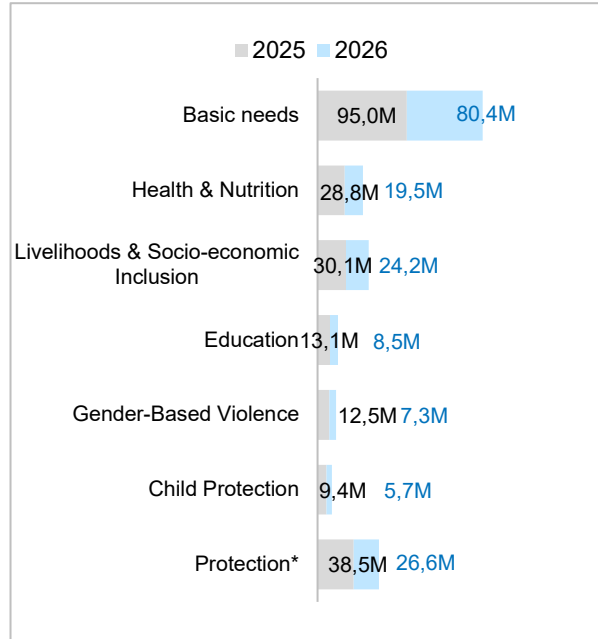 2025 2026
Basic needs 95,0M 80,4M
Health & Nutrition 28,8M 19,5M
Livelihoods & Socio-economic
Inclusion 30,1M 24,2M
Education 13,1M 8,5M
Gender-Based Violence 12,5M 7,3M
Child Protection 9,4M 5,7M
Protection* 38,5M 26,6M